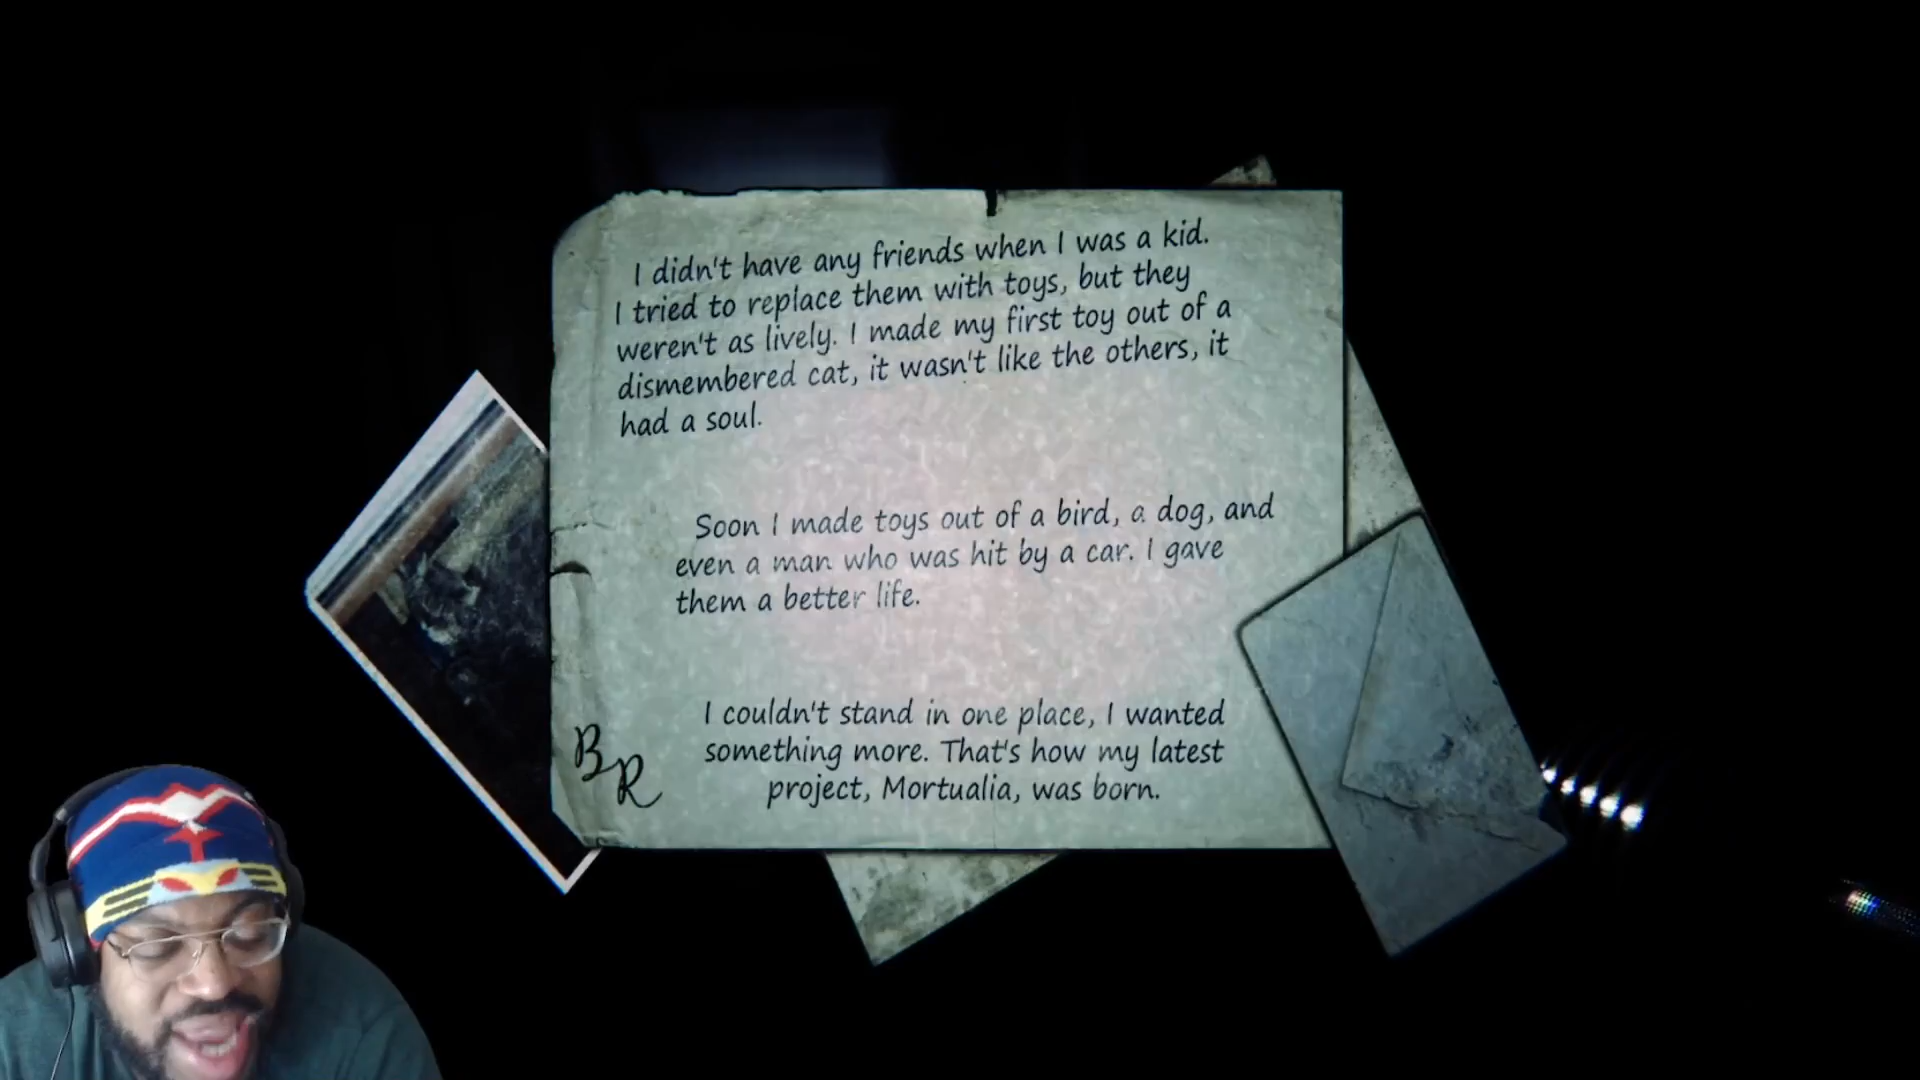 I didn't have any friends when I was a kid.
I tried to replace them with toys, but they
weren't as lively. I made my first toy out of a
dismembered cat, it wasn't like the others, it
had a soul.
Soon I made toys out of a bird, a dog, and
even a man who was hit by a car. I gave
them a better life.
I couldn't stand in one place, I wanted
something more. That's how my latest
project, Mortualia, was born.
BR